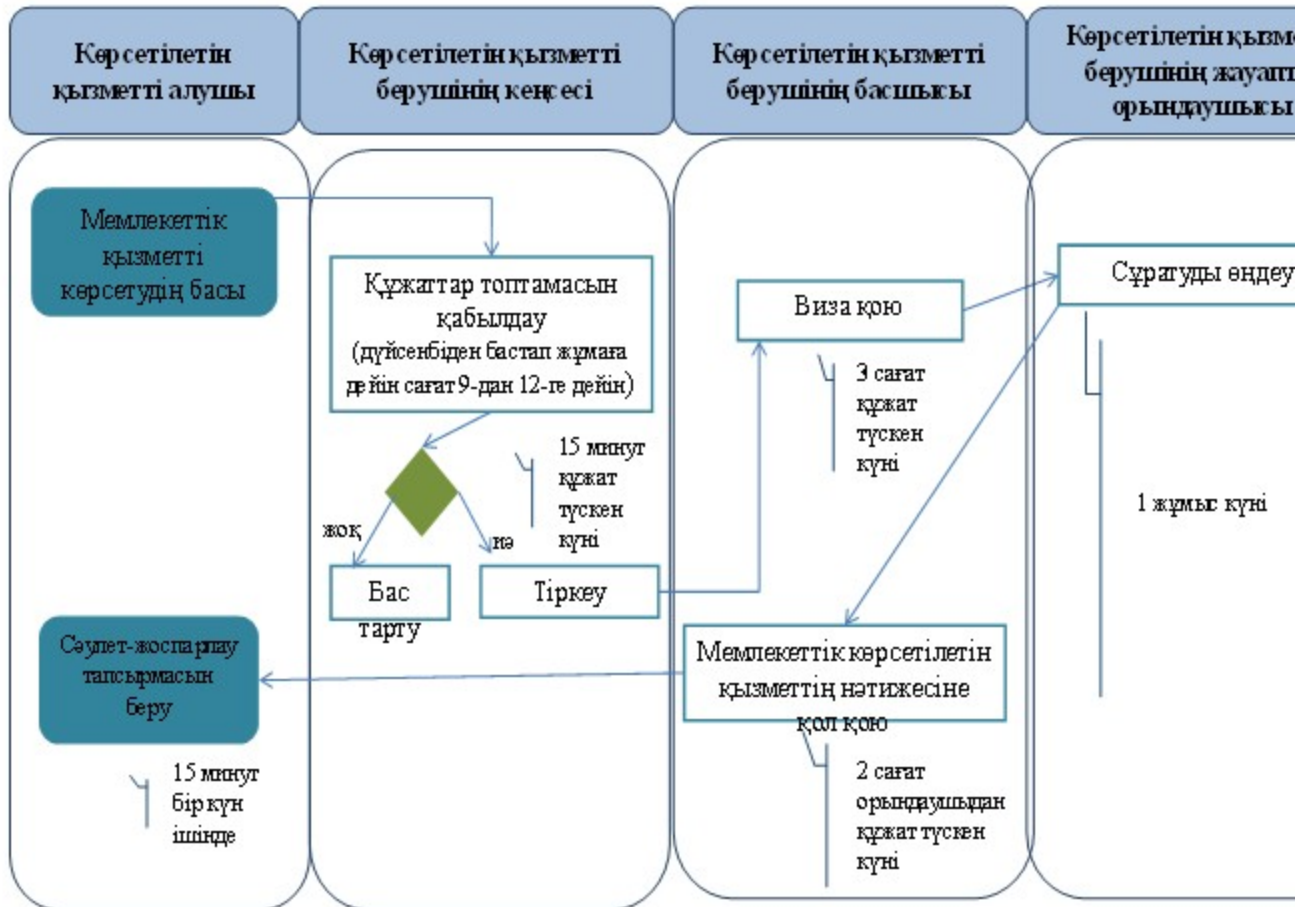 Көрсетілетін
қызметті алушы
Көрсетілетін қызметті
берушінің кеңсесі
Көрсетілетін қызметті
берушінің басшысы
Көрсетілетін
берушінің
орындаушысы
Мемлекеттік
қызметті
көрсетудің басы
Құжаттар топтамасын
қабылдау
(дүйсенбіден бастап жұмаға
дейін сағат 9-дан 12-ге дейін)
15 минут
құжат
түскен
күні
жоқ
иә
Бас
тарту
Тіркеу
Виза қою
3 сағат
құжат
түскен
күні
Сұратуды өңдеу
1 жұмыс күні
Мемлекеттік көрсетілетін
қызметтің нәтижесіне
қол қою
2 сағат
орындаушыдан
құжат түскен
күні
Сәулет-жоспарлау
тапсырмасын
беру
15 минут
бір күн
ішінде